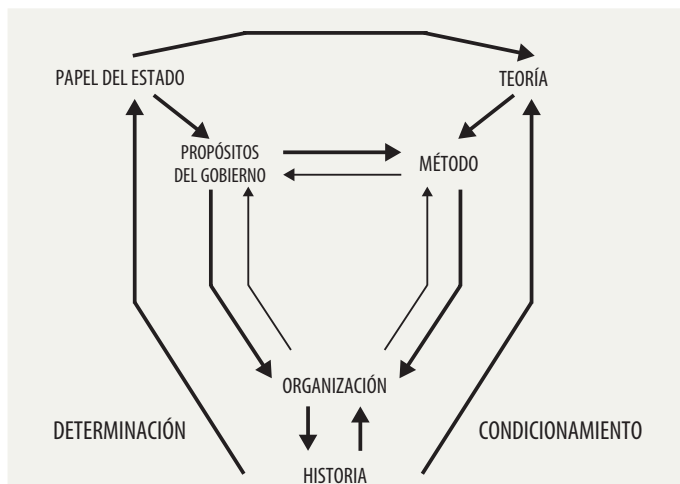 PAPEL DEL ESTADO
TEORÍA
PROPÓSITOS
DEL GOBIERNO
MÉTODO
ORGANIZACIÓN
DETERMINACIÓN
CONDICIONAMIENTO
HISTORIA